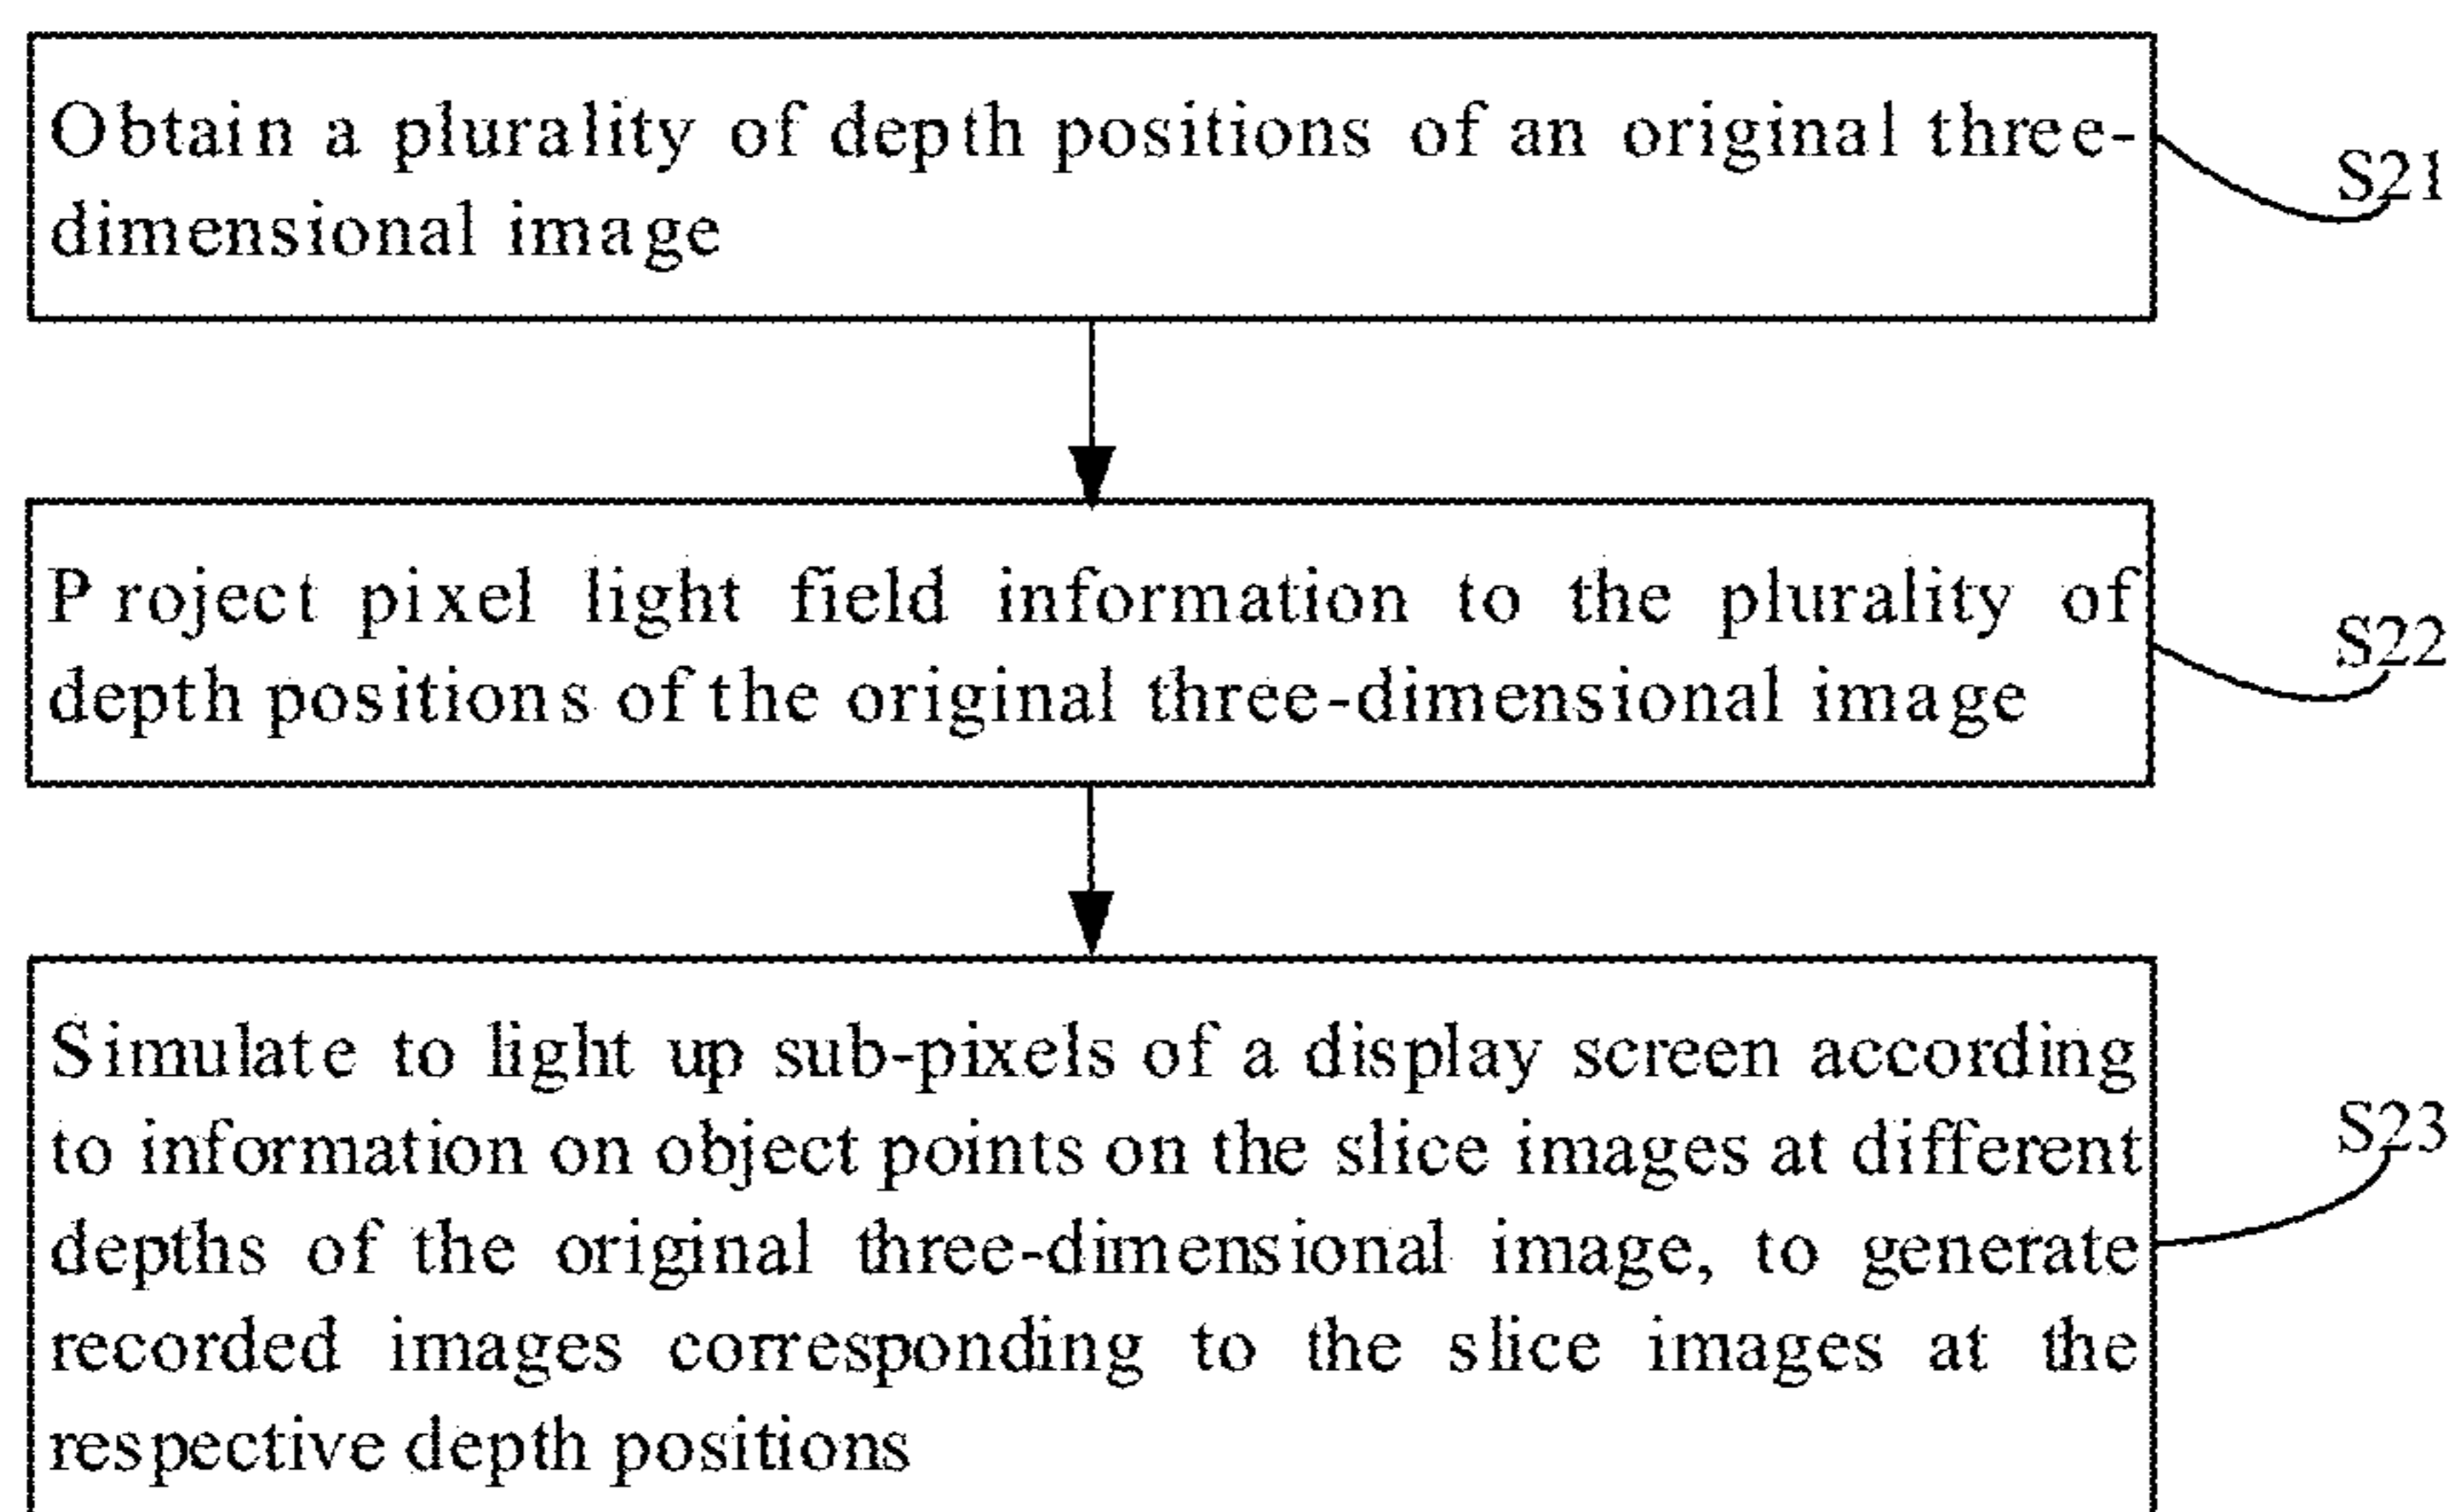 Obtain a plurality of depth positions of an original three-
dimensional image
S21
Project pixel light field information to the plurality of
depth positions of the original three-dimensional image
S22
Simulate to light up sub-pixels of a display screen according
to information on object points on the slice images at different
depths of the original three-dimensional image, to generate
recorded images corresponding to the slice images at the
respective depth positions
S23